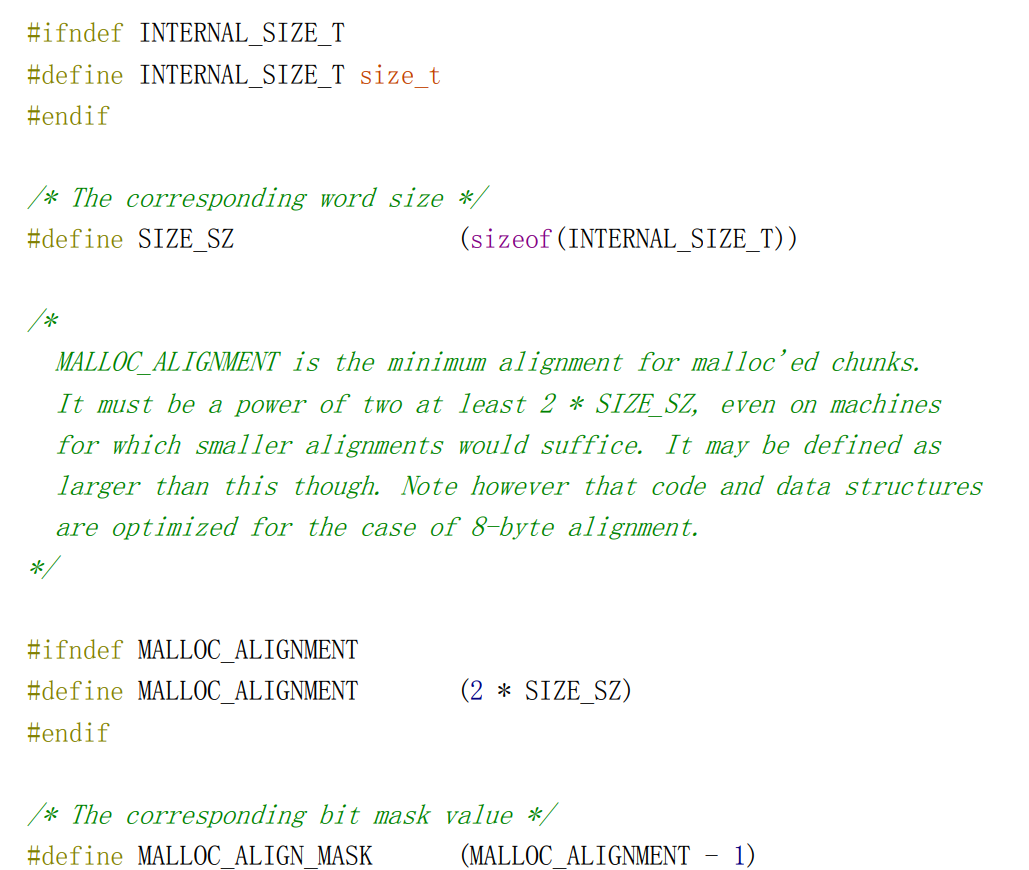 #ifndef INTERNAL_SIZE_T
#define INTERNAL_SIZE_T size_t
#endif
/* The corresponding word size */
#define SIZE_SZ (sizeof(INTERNAL_SIZE_T))
/*
MALLOC_ALIGNMENT is the minimum alignment for malloc'ed chunks.
It must be a power of two at least 2 * SIZE_SZ, even on machines
for which smaller alignments would suffice. It may be defined as
larger than this though. Note however that code and data structures
are optimized for the case of 8-byte alignment.
*/
#ifndef MALLOC_ALIGNMENT
#define MALLOC_ALIGNMENT (2 * SIZE_SZ)
#endif
/* The corresponding bit mask value */
#define MALLOC_ALIGN_MASK (MALLOC_ALIGNMENT - 1)